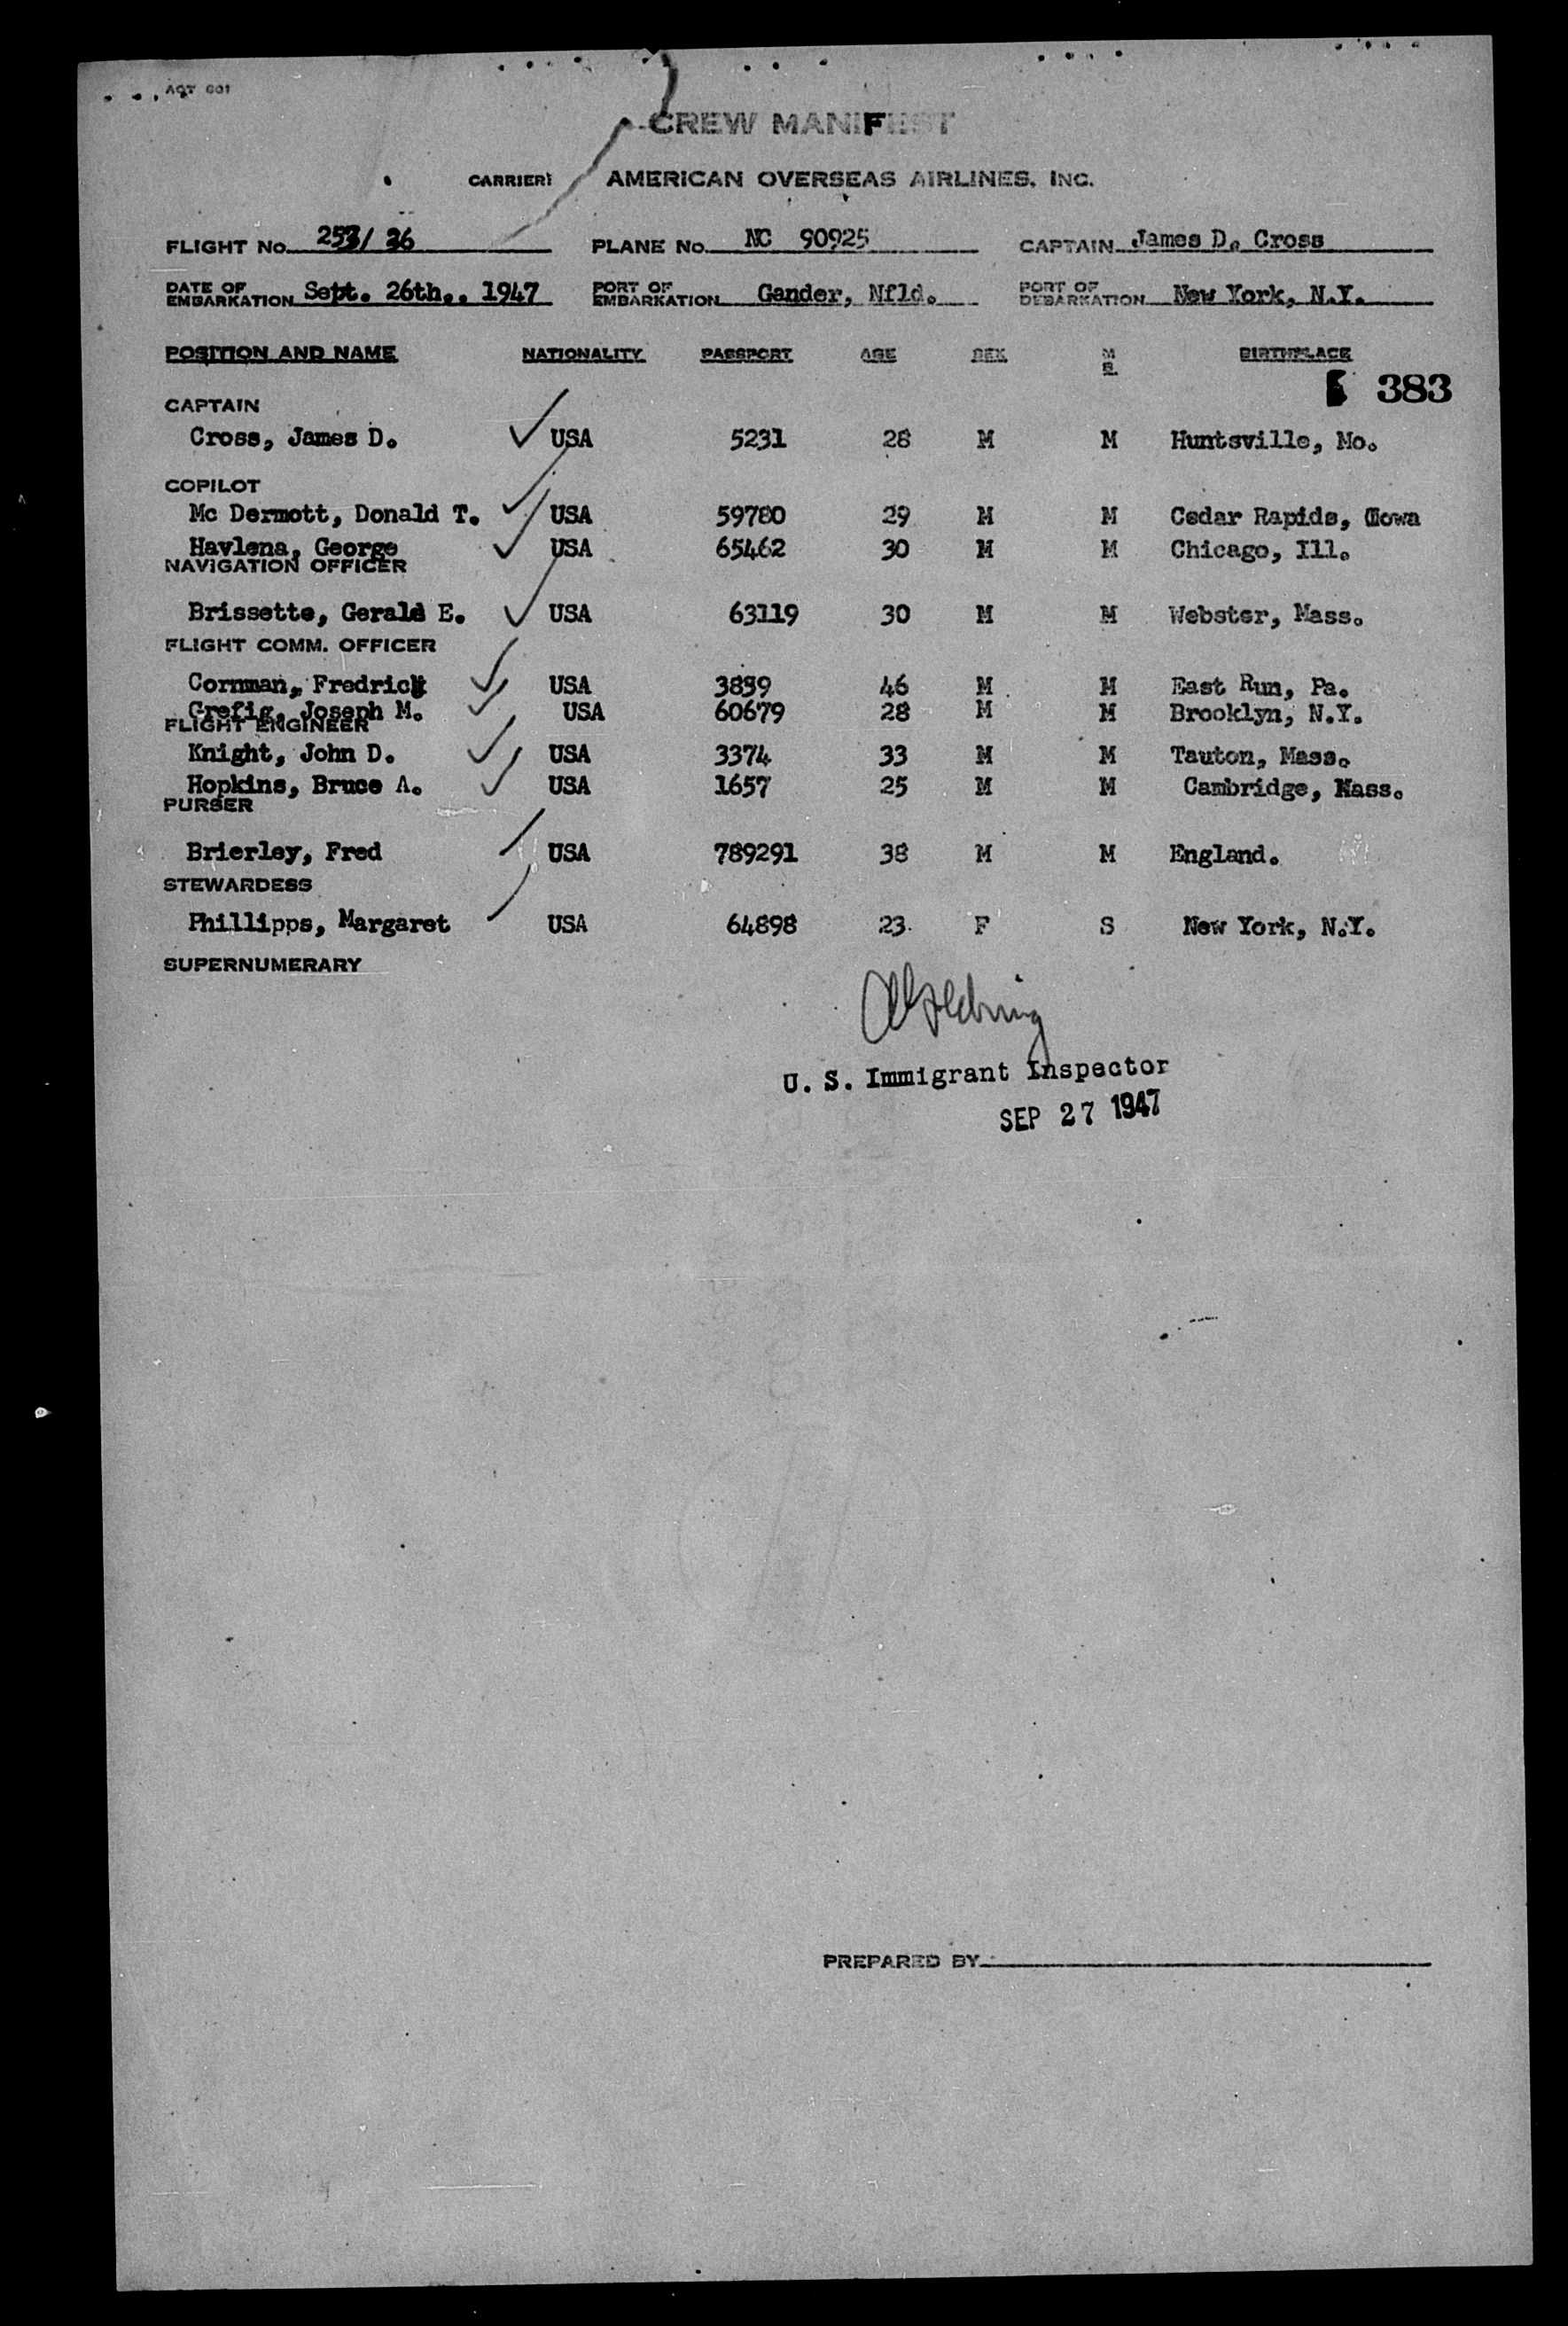 ACT 601
CREW MANIFEST
CARRIER: AMERICAN OVERSEAS AIRLINES, INC.
FLIGHT No. 253/ 36 PLANE No. NC 90925 CAPTAIN James D. Cross
DATE OF EMBARKATION Sept. 26th.. 1947 PORT OF EMBARKATION Gander, Nfld. PORT OF DEBARKATION New York, N.Y.
POSITION AND NAME NATIONALITY PASSPORT AGE SEX M S. BIRTHPLACE
383
CAPTAIN
Cross, James D. USA 5231 28 M M Huntsville, Mo.
COPILOT
Mc Dermott, Donald T. USA 59780 29 M M Cedar Rapids, Iowa
Havlena, George USA 65462 30 M M Chicago, Ill.
NAVIGATION OFFICER
Brissette, Gerald E. USA 63119 30 M M Webster, Mass.
FLIGHT COMM. OFFICER
Cornman, Fredrick USA 3859 46 M M East Run, Pa.
Grefig, Joseph M. USA 60679 28 M M Brooklyn, N.Y.
FLIGHT ENGINEER
Knight, John D. USA 3374 33 M M Tauton, Mass.
Hopkins, Bruce A. USA 1657 25 M M Cambridge, Mass.
PURSER
Brierley, Fred USA 789291 38 M M England.
STEWARDESS
Phillipps, Margaret USA 64898 23 F S New York, N.Y.
SUPERNUMERARY
U. S. Immigrant Inspector
SEP 27 1947
PREPARED BY